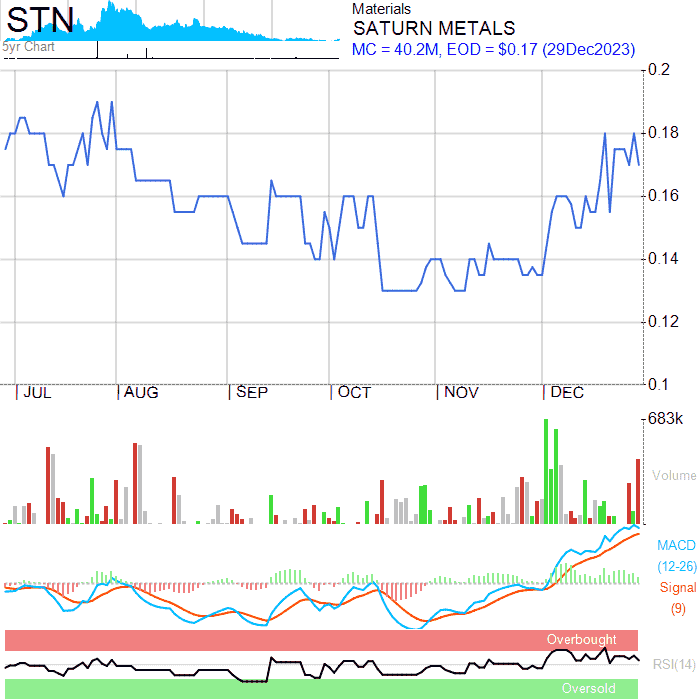 STN
5yr Chart
Materials
SATURN METALS
MC = 40.2M, EOD = $0.17 (29Dec2023)
0.2
0.18
0.16
0.14
0.12
0.1
JUL AUG SEP OCT NOV DEC
683k
Volume
MACD
(12-26)
Signal
(9)
Overbought
RSI(14)
Oversold